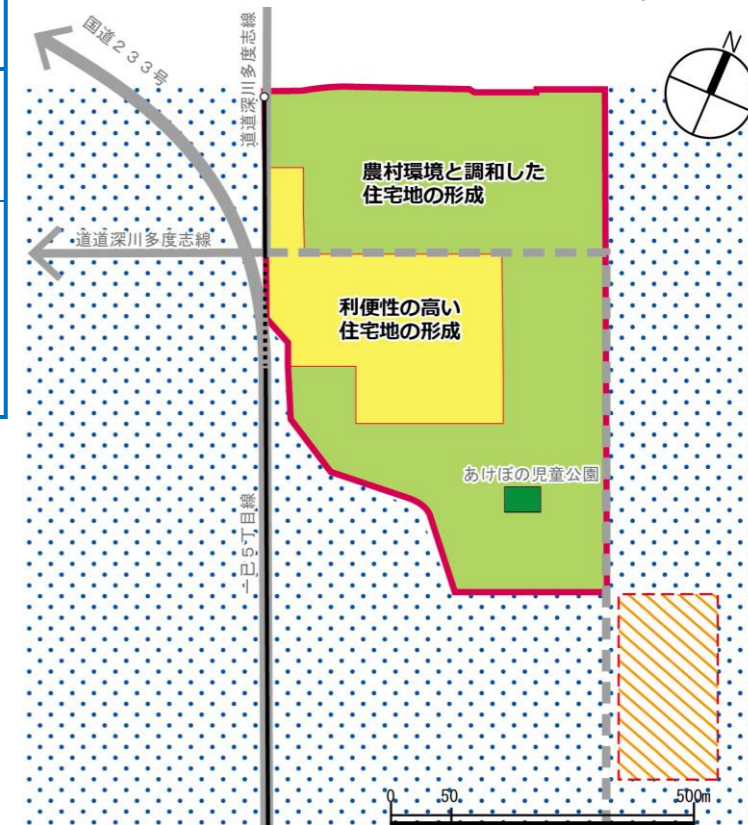 国道233号
道道深川多度志線
N
農村環境と調和した
住宅地の形成
道道深川多度志線
利便性の高い
住宅地の形成
あけぼの児童公園
一已5丁目線
0 50 500m